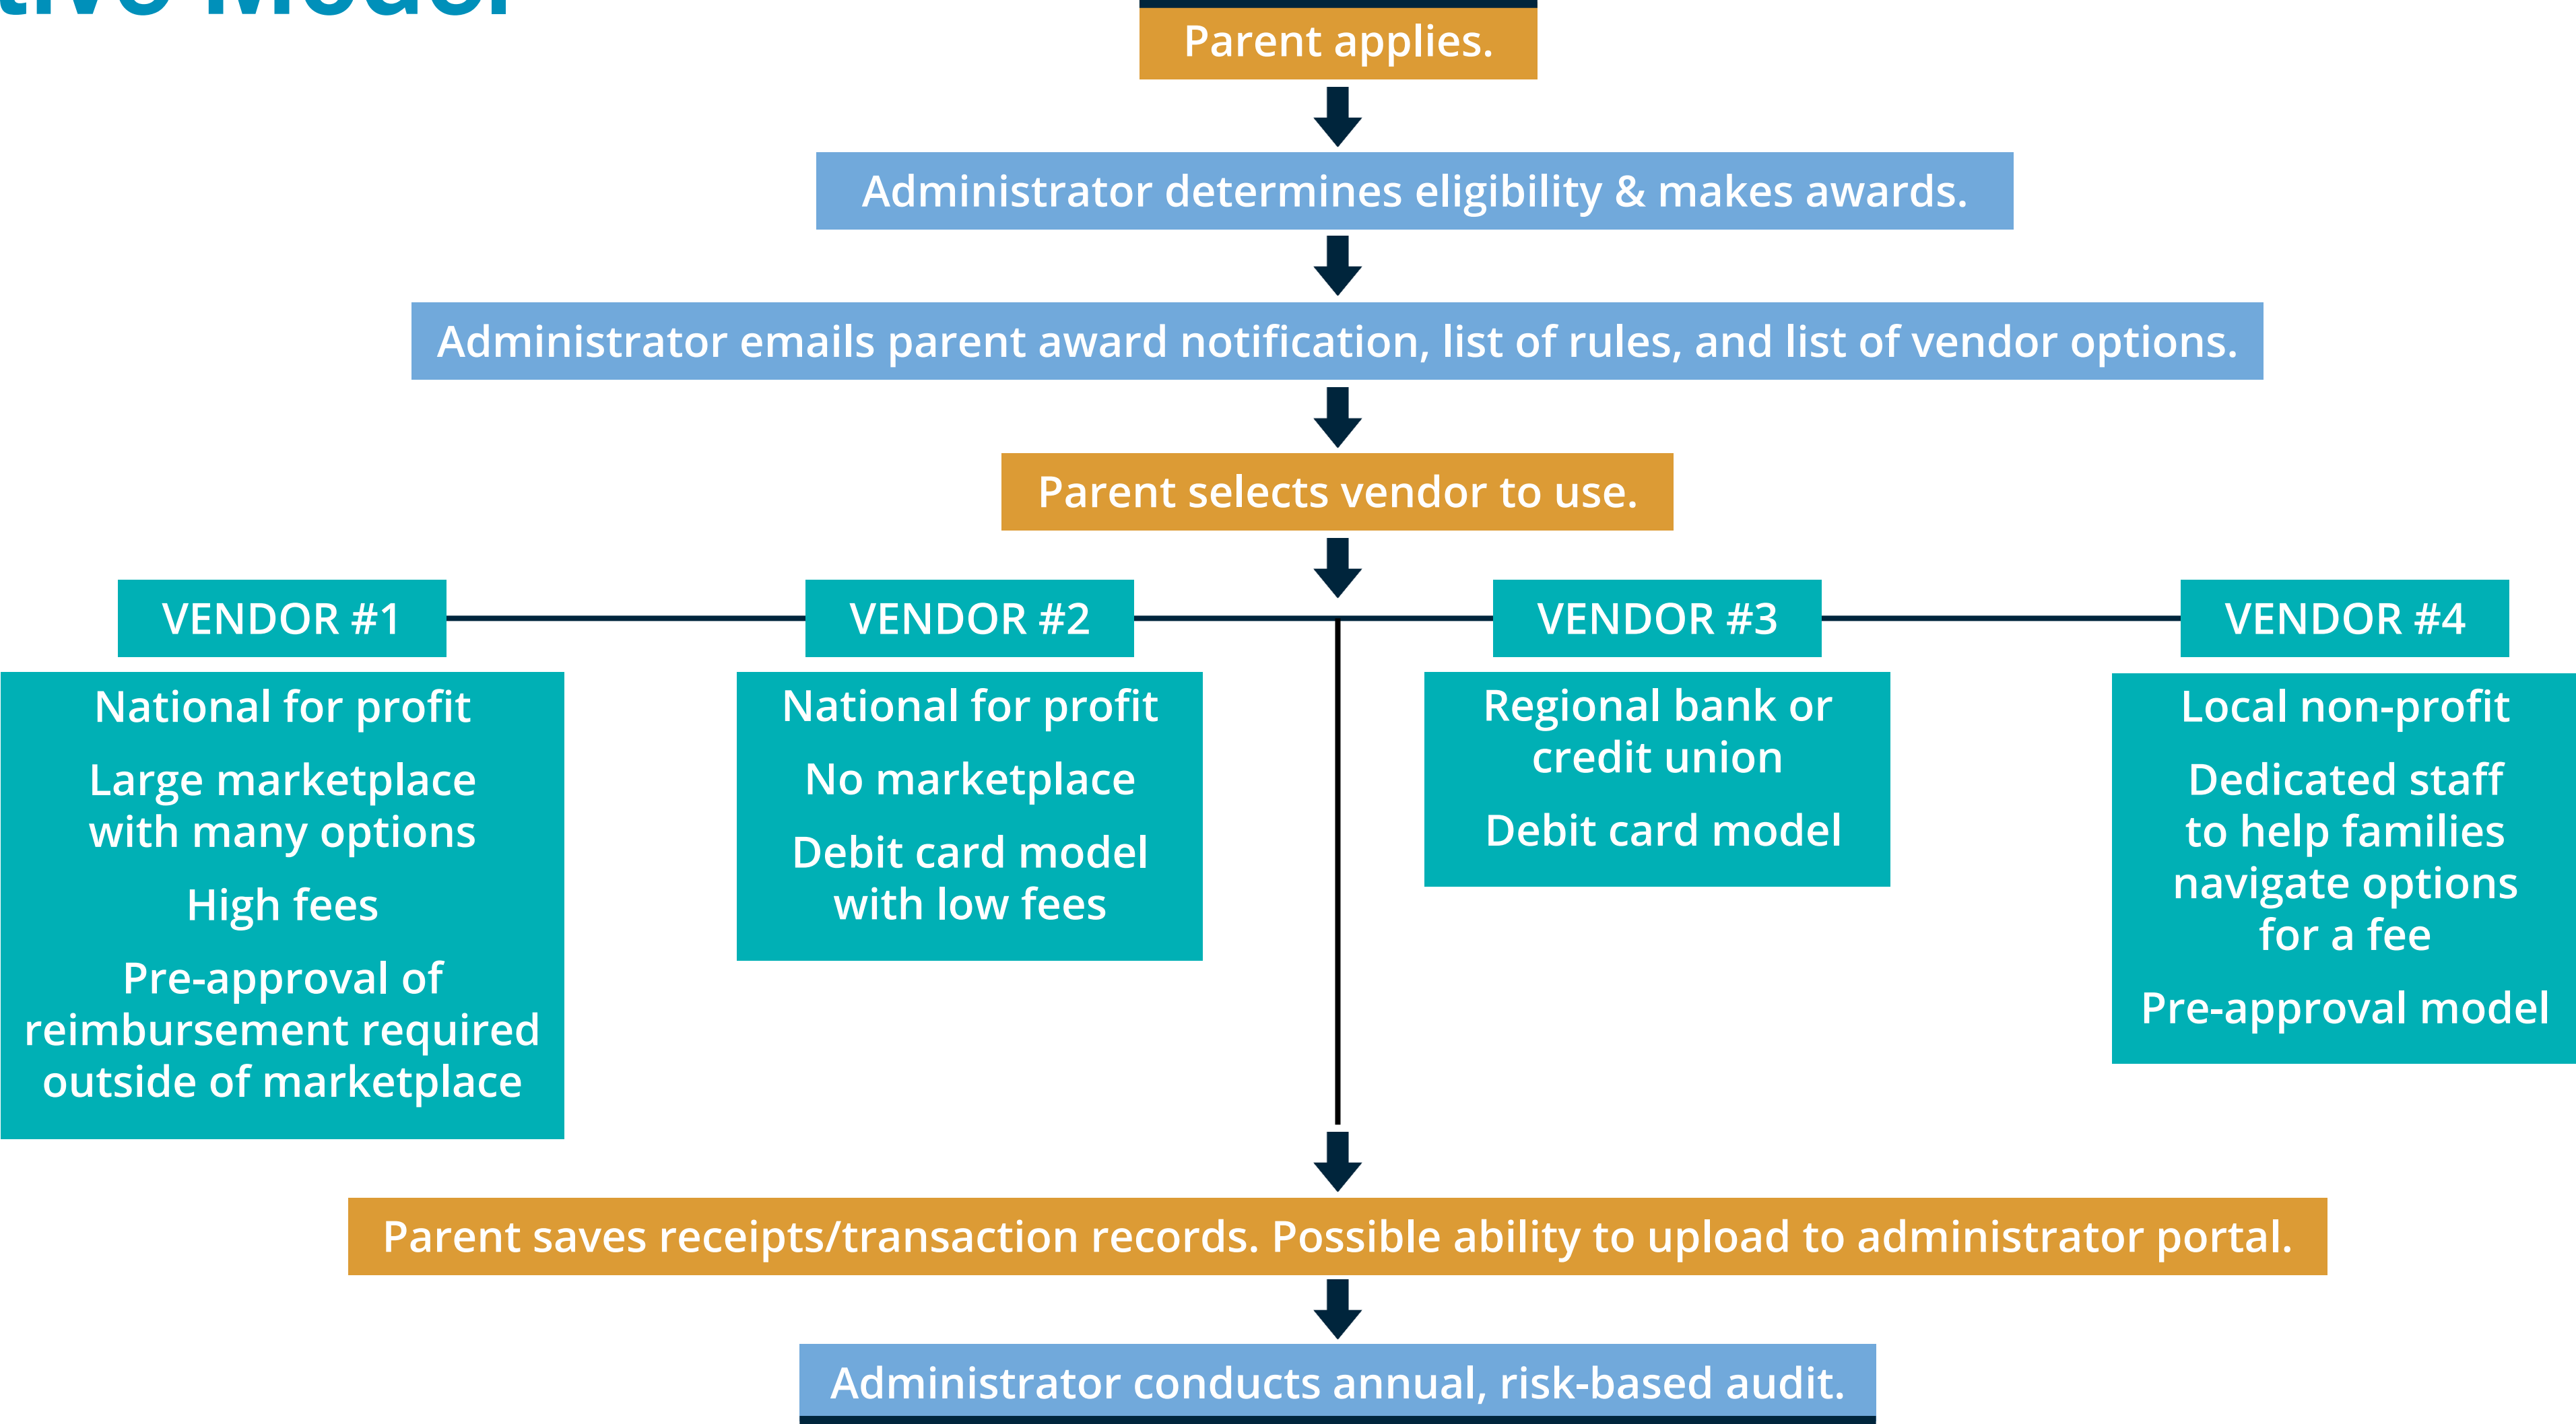 Model
Parent applies.
Administrator determines eligibility & makes awards.
Administrator emails parent award notification, list of rules, and list of vendor options.
Parent selects vendor to use.
VENDOR #1
National for profit
Large marketplace
with many options
High fees
Pre-approval of
reimbursement required
outside of marketplace
VENDOR #2
National for profit
No marketplace
Debit card model
with low fees
VENDOR #3
Regional bank or
credit union
Debit card model
VENDOR #4
Local non-profit
Dedicated staff
to help families
navigate options
for a fee
Pre-approval model
Parent saves receipts/transaction records. Possible ability to upload to administrator portal.
Administrator conducts annual, risk-based audit.